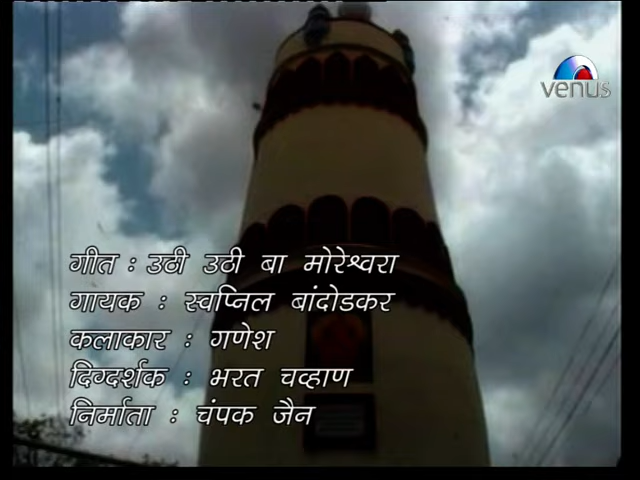 venus
गीत : उठी उठी बा मोरेश्वरा
गायक : स्वप्निल बांदोडकर
कलाकार : गणेश
दिग्दर्शक : भरत चव्हाण
निर्माता : चंपक जैन